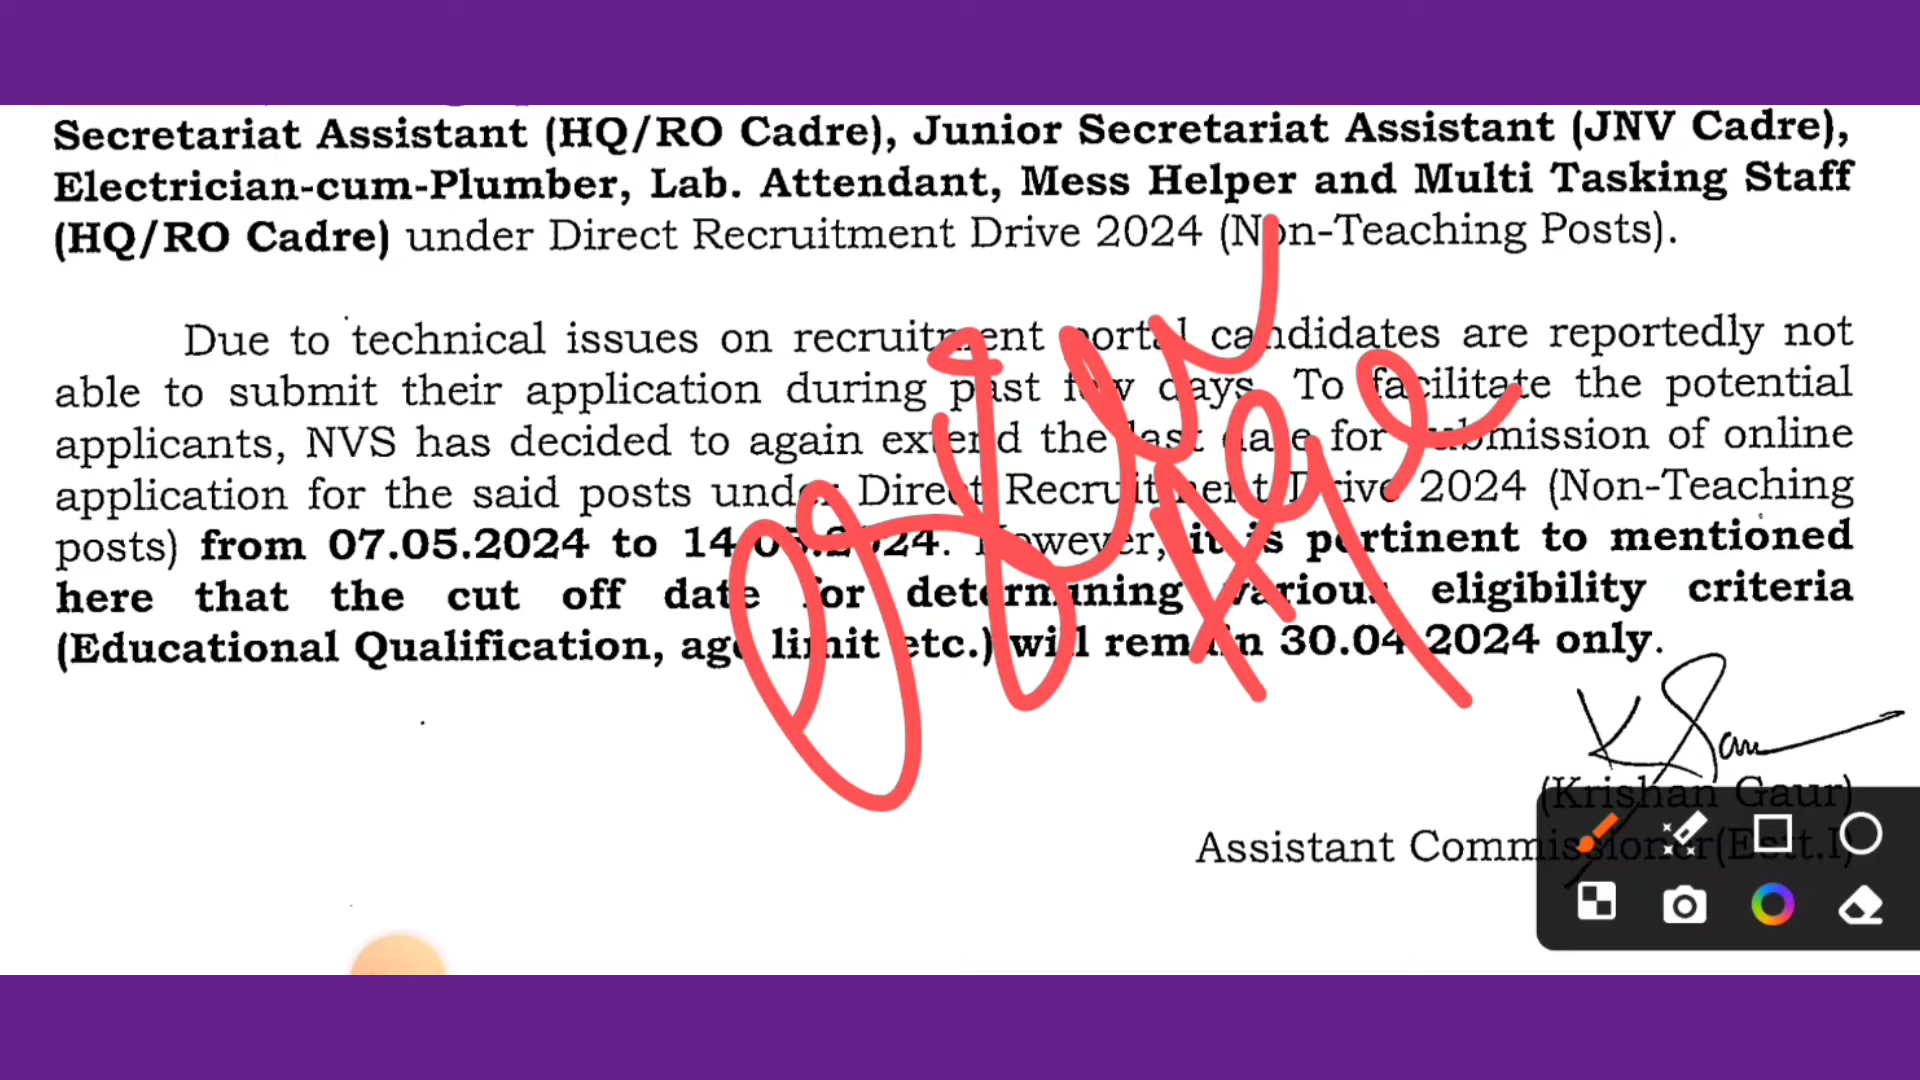 Secretariat Assistant (HQ/RO Cadre), Junior Secretariat Assistant (JNV Cadre),
Electrician-cum-Plumber, Lab. Attendant, Mess Helper and Multi Tasking Staff
(HQ/RO Cadre) under Direct Recruitment Drive 2024 (Non-Teaching Posts).
Due to technical issues on recruitment portal candidates are reportedly not
able to submit their application during past few days. To facilitate the potential
applicants, NVS has decided to again extend the last date for submission of online
application for the said posts under Direct Recruitment Drive 2024 (Non-Teaching
posts) from 07.05.2024 to 14.05.2024. However, it is pertinent to mentioned
here that the cut off date for determining various eligibility criteria
(Educational Qualification, age limit etc.) will remain 30.04.2024 only.
(Krishan Gaur)
Assistant Commissioner(Estt.I)